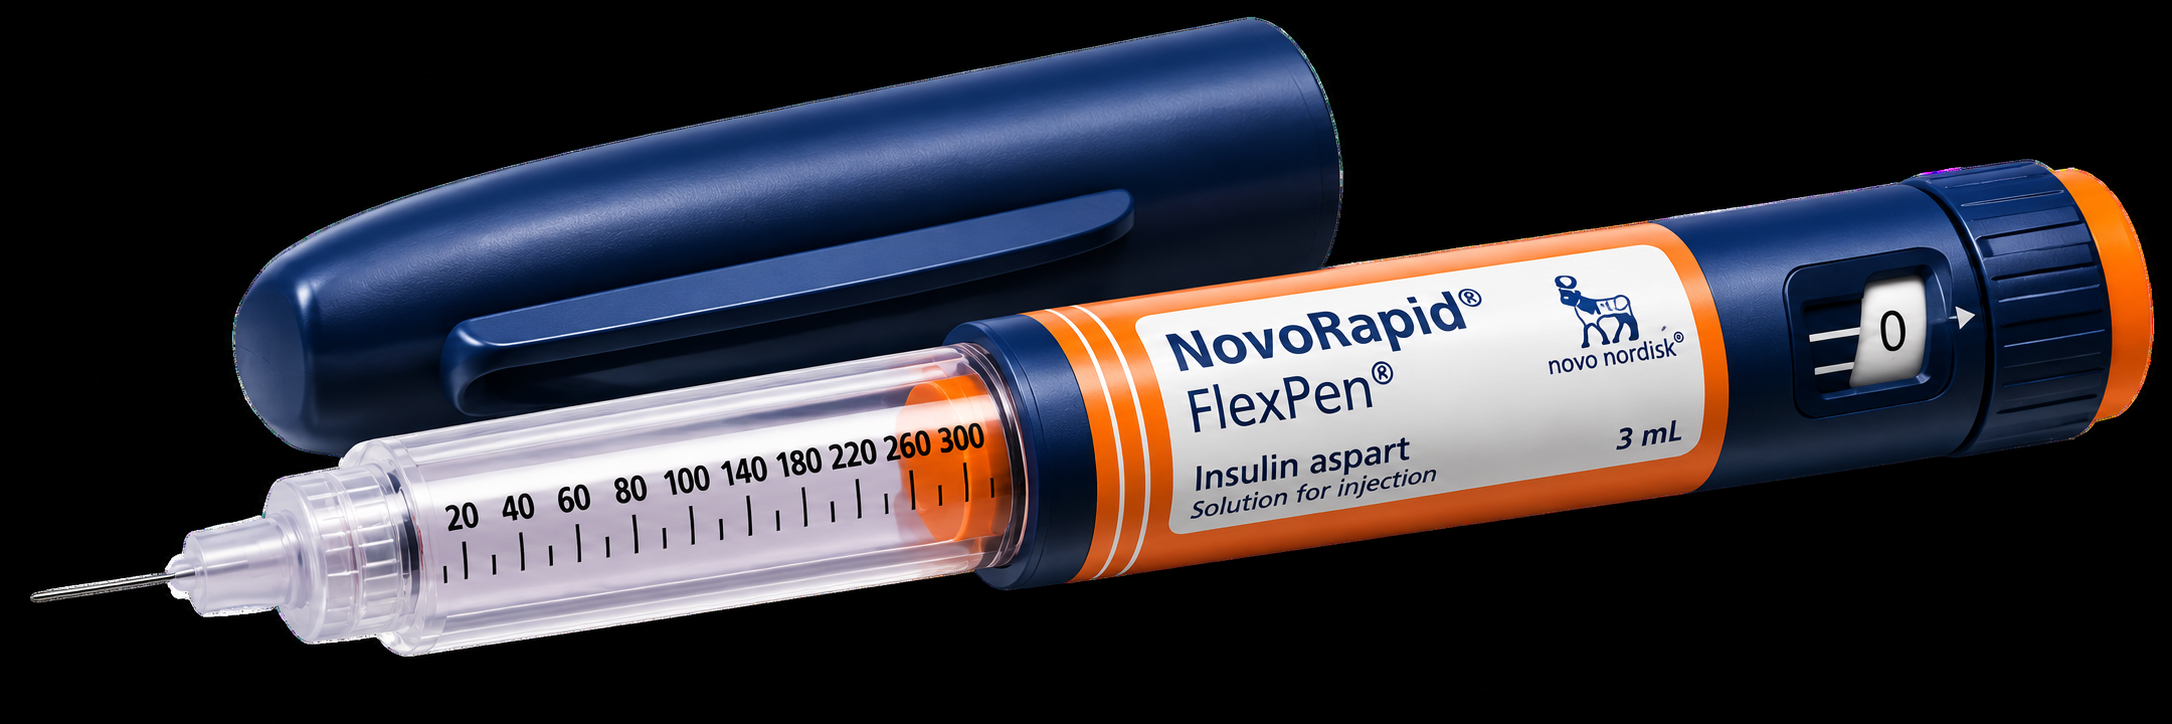 NovoRapid®
FlexPen®
Insulin aspart
Solution for injection
novo nordisk®
3 mL
0
20 40 60 80 100 140 180 220 260 300